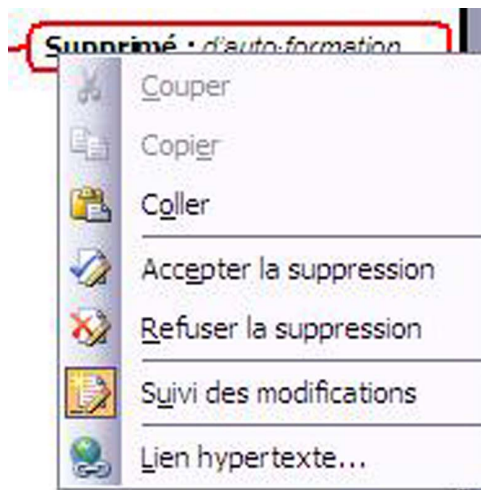 Supprimé : d'auto-formation
Couper
Copier
Coller
Accepter la suppression
Refuser la suppression
Suivi des modifications
Lien hypertexte...